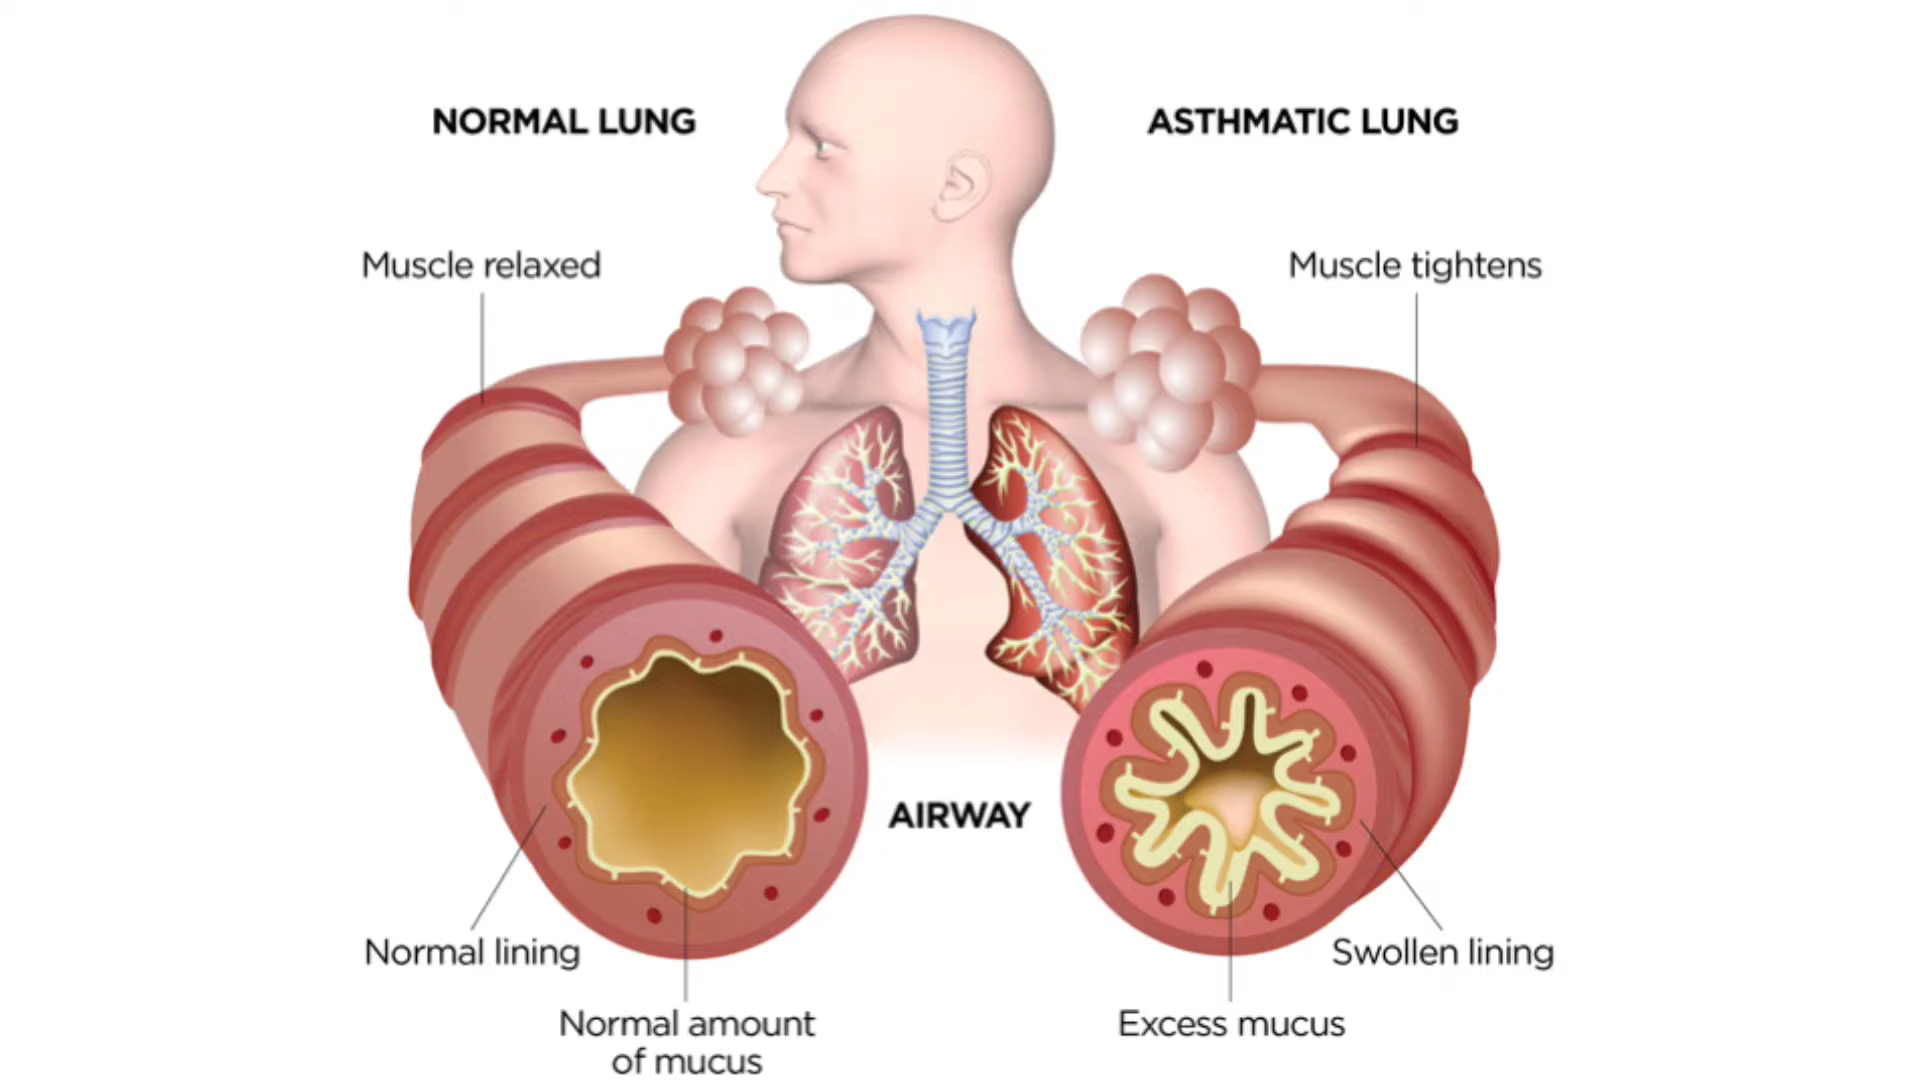 NORMAL LUNG
ASTHMATIC LUNG
Muscle relaxed
Muscle tightens
AIRWAY
Normal lining
Swollen lining
Normal amount
of mucus
Excess mucus